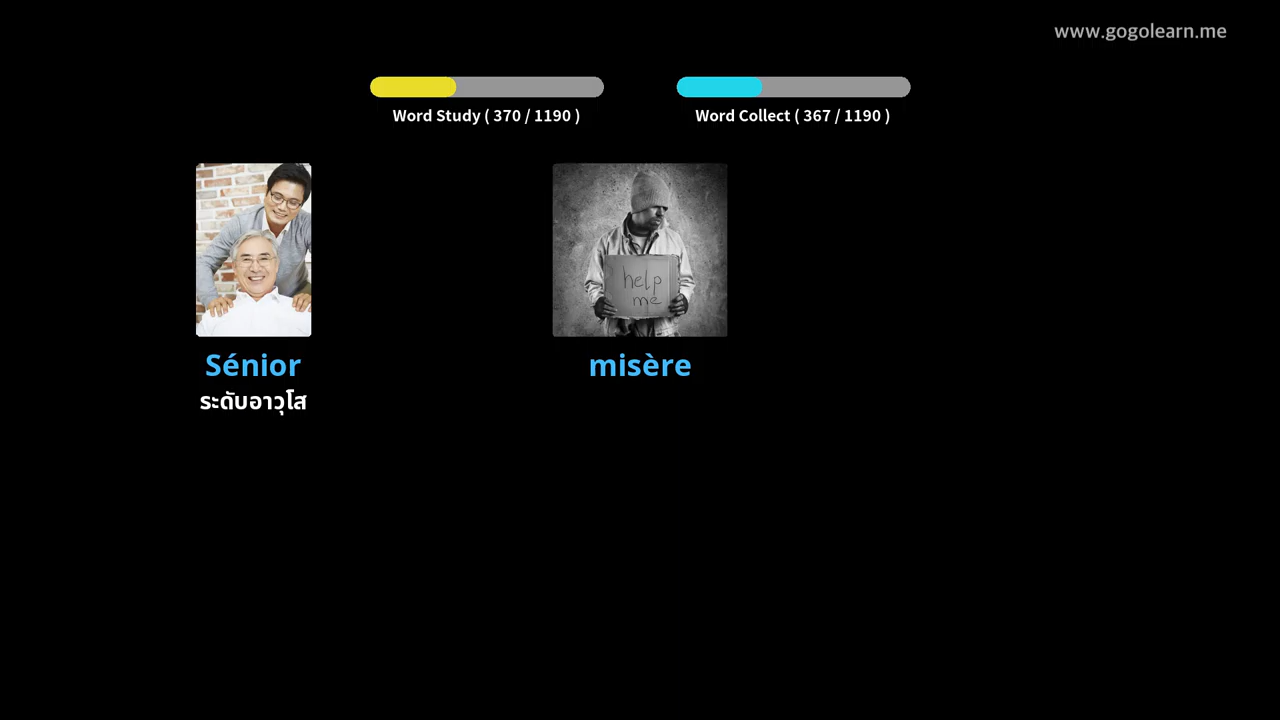 www.gogolearn.me
Word Study ( 370 / 1190 )
Word Collect ( 367 / 1190 )
help
me
Sénior
misère
ระดับอาวุโส